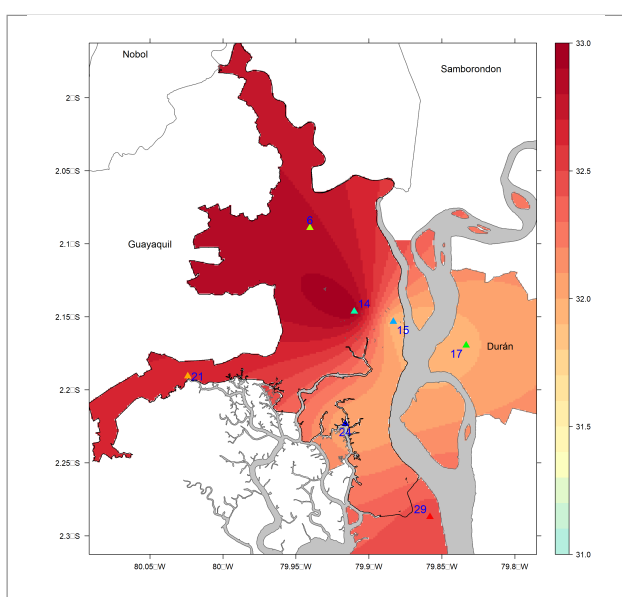 Nobol
Samborondon
33.0
2□S
2.05□S
32.5
8
2.1□S
Guayaquil
32.0
14
2.15□S
15
17
Durán
21
2.2□S
31.5
24
2.25□S
29
2.3□S
31.0
80.05□W
80□W
79.95□W
79.9□W
79.85□W
79.8□W